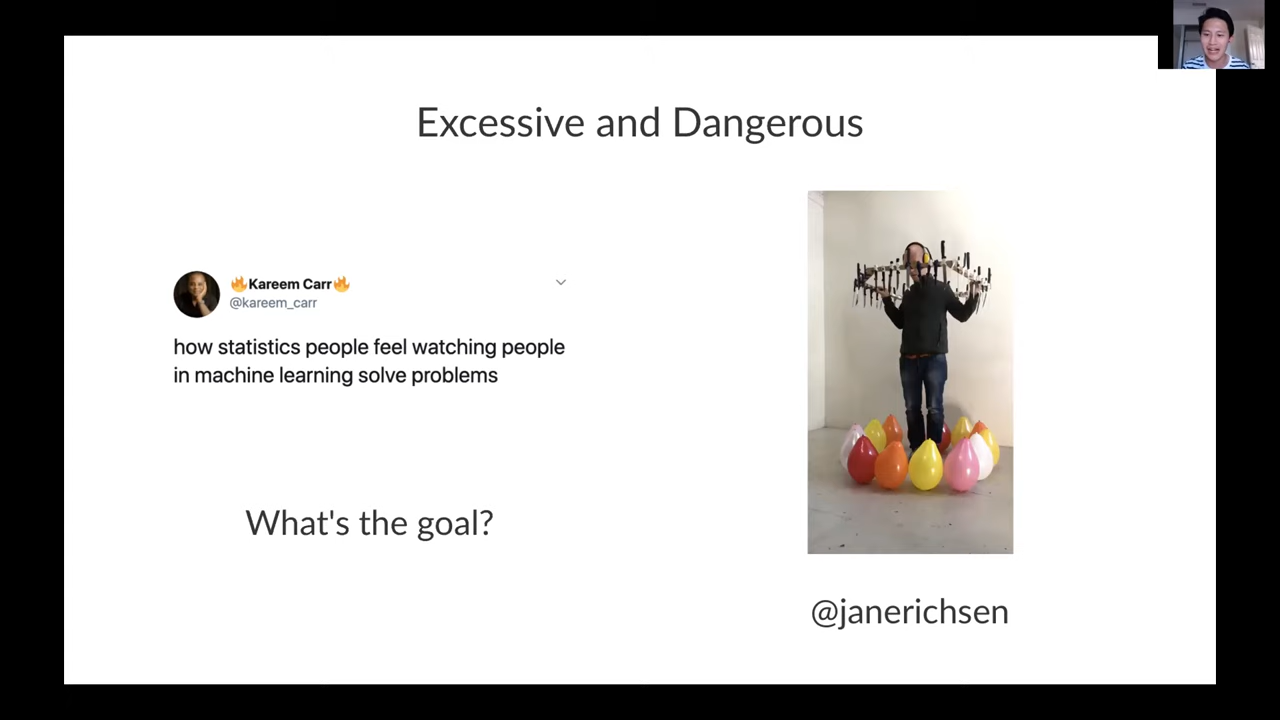 Excessive and Dangerous
🔥Kareem Carr🔥
@kareem_carr
how statistics people feel watching people
in machine learning solve problems
What's the goal?
@janerichsen